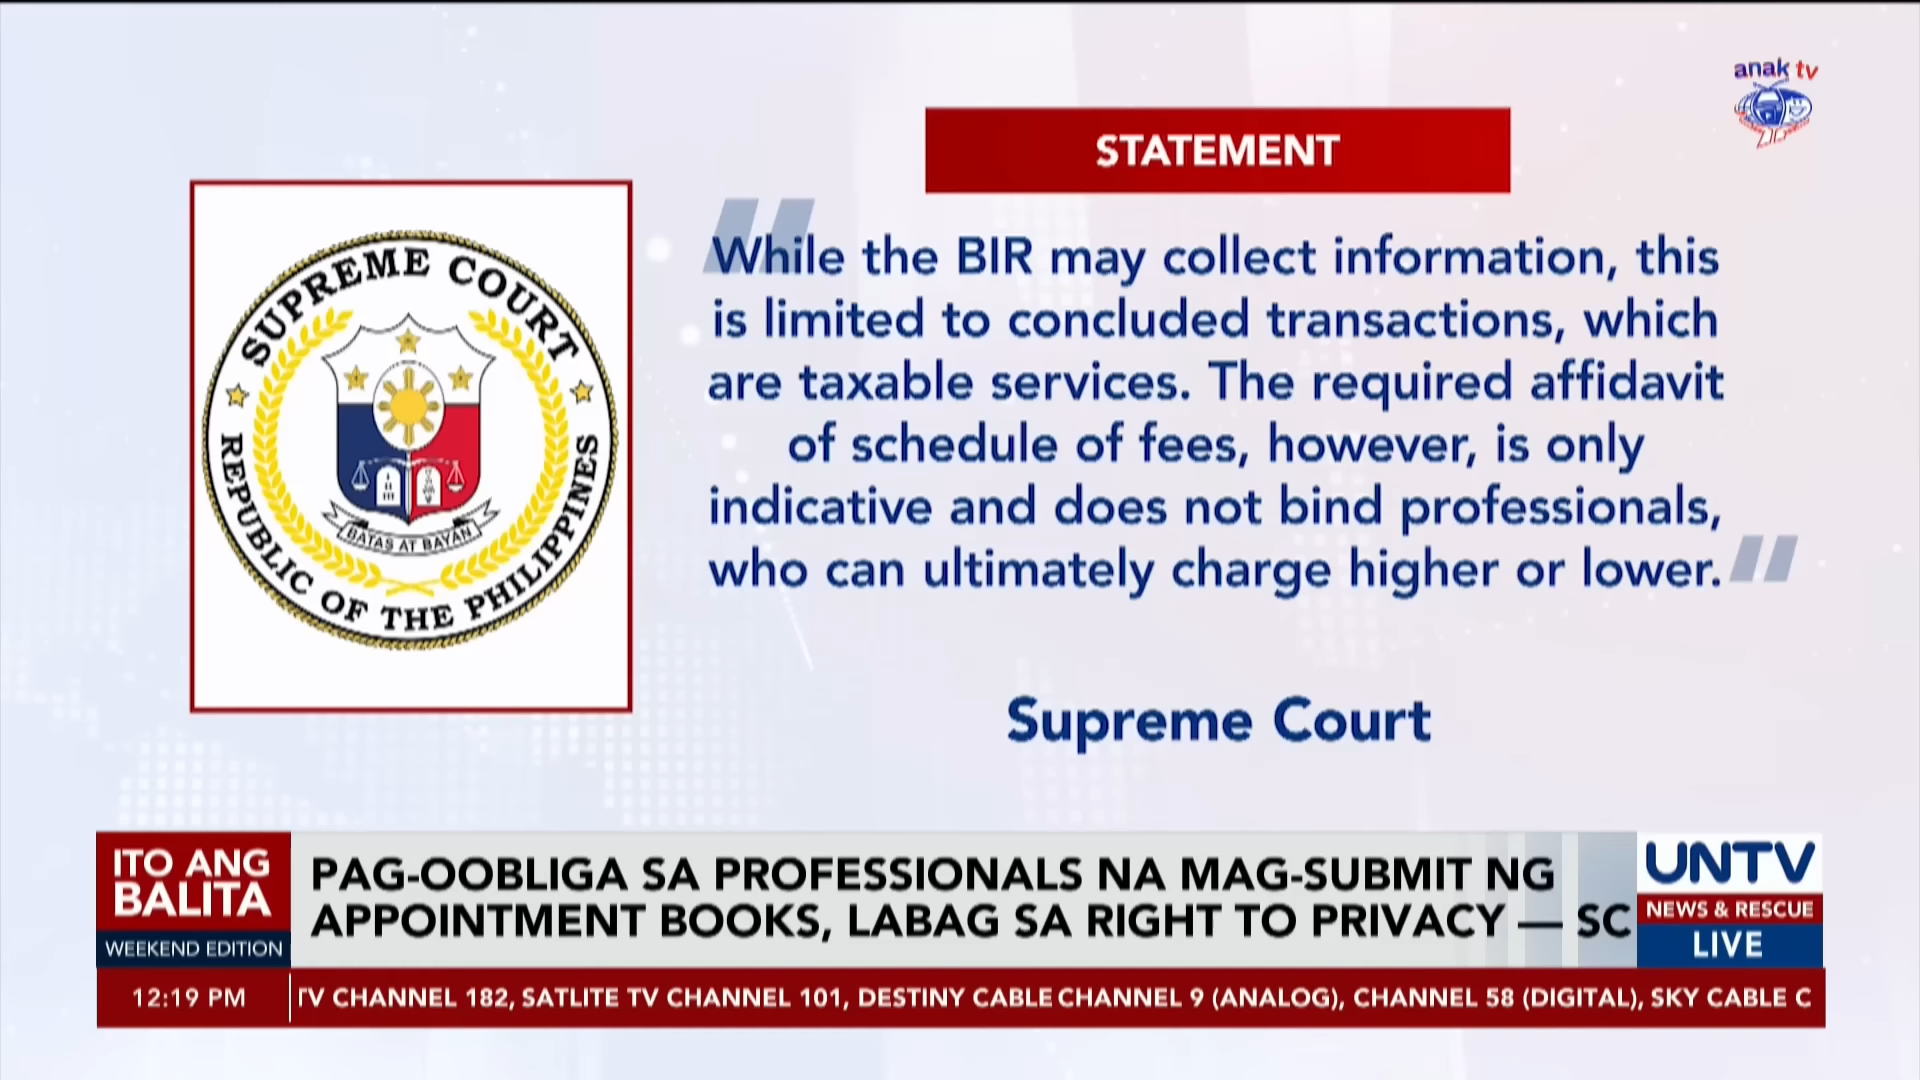 anak tv
STATEMENT
While the BIR may collect information, this
is limited to concluded transactions, which
are taxable services. The required affidavit
of schedule of fees, however, is only
indicative and does not bind professionals,
who can ultimately charge higher or lower.
Supreme Court
SUPREME COURT
REPUBLIC OF THE PHILIPPINES
BATAS AT BAYAN
ITO ANG
BALITA
WEEKEND EDITION
PAG-OOBLIGA SA PROFESSIONALS NA MAG-SUBMIT NG
APPOINTMENT BOOKS, LABAG SA RIGHT TO PRIVACY — SC
UNTV
NEWS & RESCUE
LIVE
12:19 PM
TV CHANNEL 182, SATLITE TV CHANNEL 101, DESTINY CABLE CHANNEL 9 (ANALOG), CHANNEL 58 (DIGITAL), SKY CABLE C